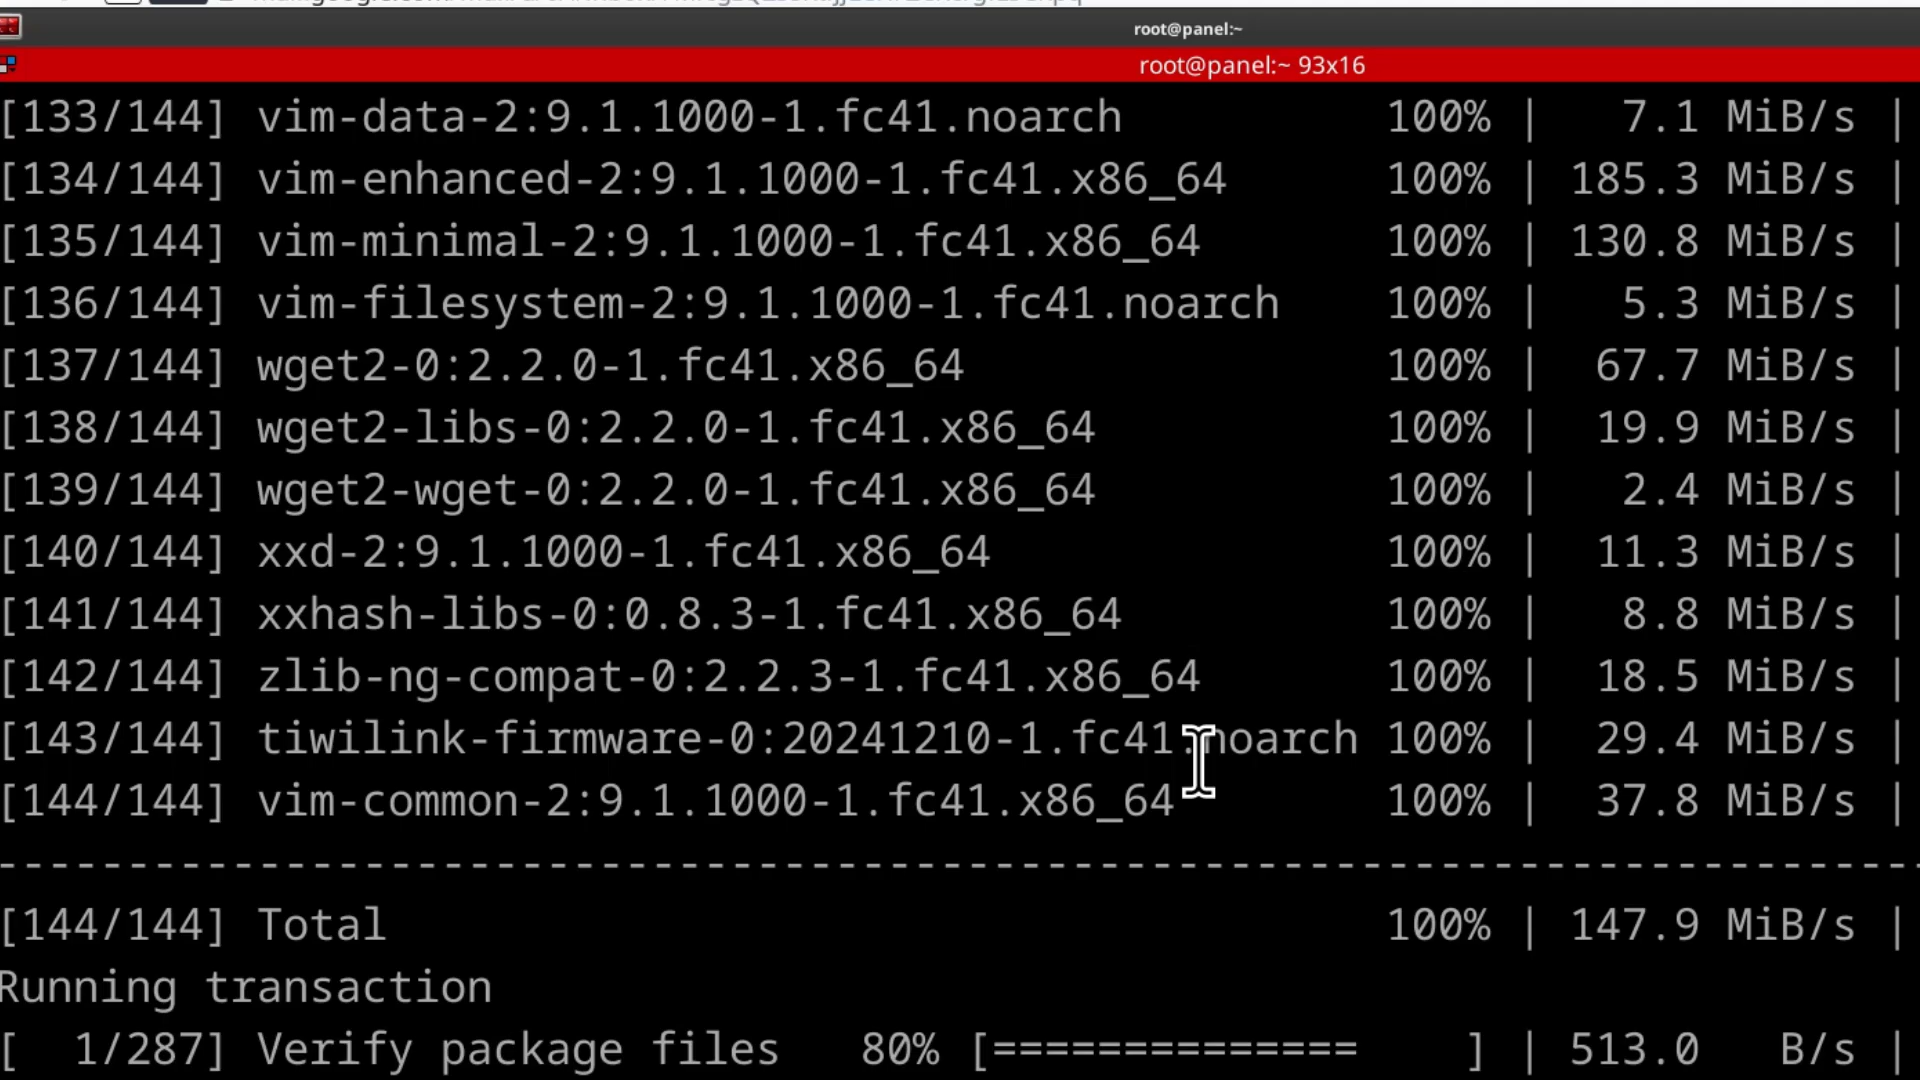 root@panel:~
root@panel:~ 93x16
[133/144] vim-data-2:9.1.1000-1.fc41.noarch 100% | 7.1 MiB/s |
[134/144] vim-enhanced-2:9.1.1000-1.fc41.x86_64 100% | 185.3 MiB/s |
[135/144] vim-minimal-2:9.1.1000-1.fc41.x86_64 100% | 130.8 MiB/s |
[136/144] vim-filesystem-2:9.1.1000-1.fc41.noarch 100% | 5.3 MiB/s |
[137/144] wget2-0:2.2.0-1.fc41.x86_64 100% | 67.7 MiB/s |
[138/144] wget2-libs-0:2.2.0-1.fc41.x86_64 100% | 19.9 MiB/s |
[139/144] wget2-wget-0:2.2.0-1.fc41.x86_64 100% | 2.4 MiB/s |
[140/144] xxd-2:9.1.1000-1.fc41.x86_64 100% | 11.3 MiB/s |
[141/144] xxhash-libs-0:0.8.3-1.fc41.x86_64 100% | 8.8 MiB/s |
[142/144] zlib-ng-compat-0:2.2.3-1.fc41.x86_64 100% | 18.5 MiB/s |
[143/144] tiwilink-firmware-0:20241210-1.fc41.noarch 100% | 29.4 MiB/s |
[144/144] vim-common-2:9.1.1000-1.fc41.x86_64 100% | 37.8 MiB/s |
--------------------------------------------------------------------------
[144/144] Total 100% | 147.9 MiB/s |
Running transaction
[ 1/287] Verify package files 80% [============== ] | 513.0 B/s |